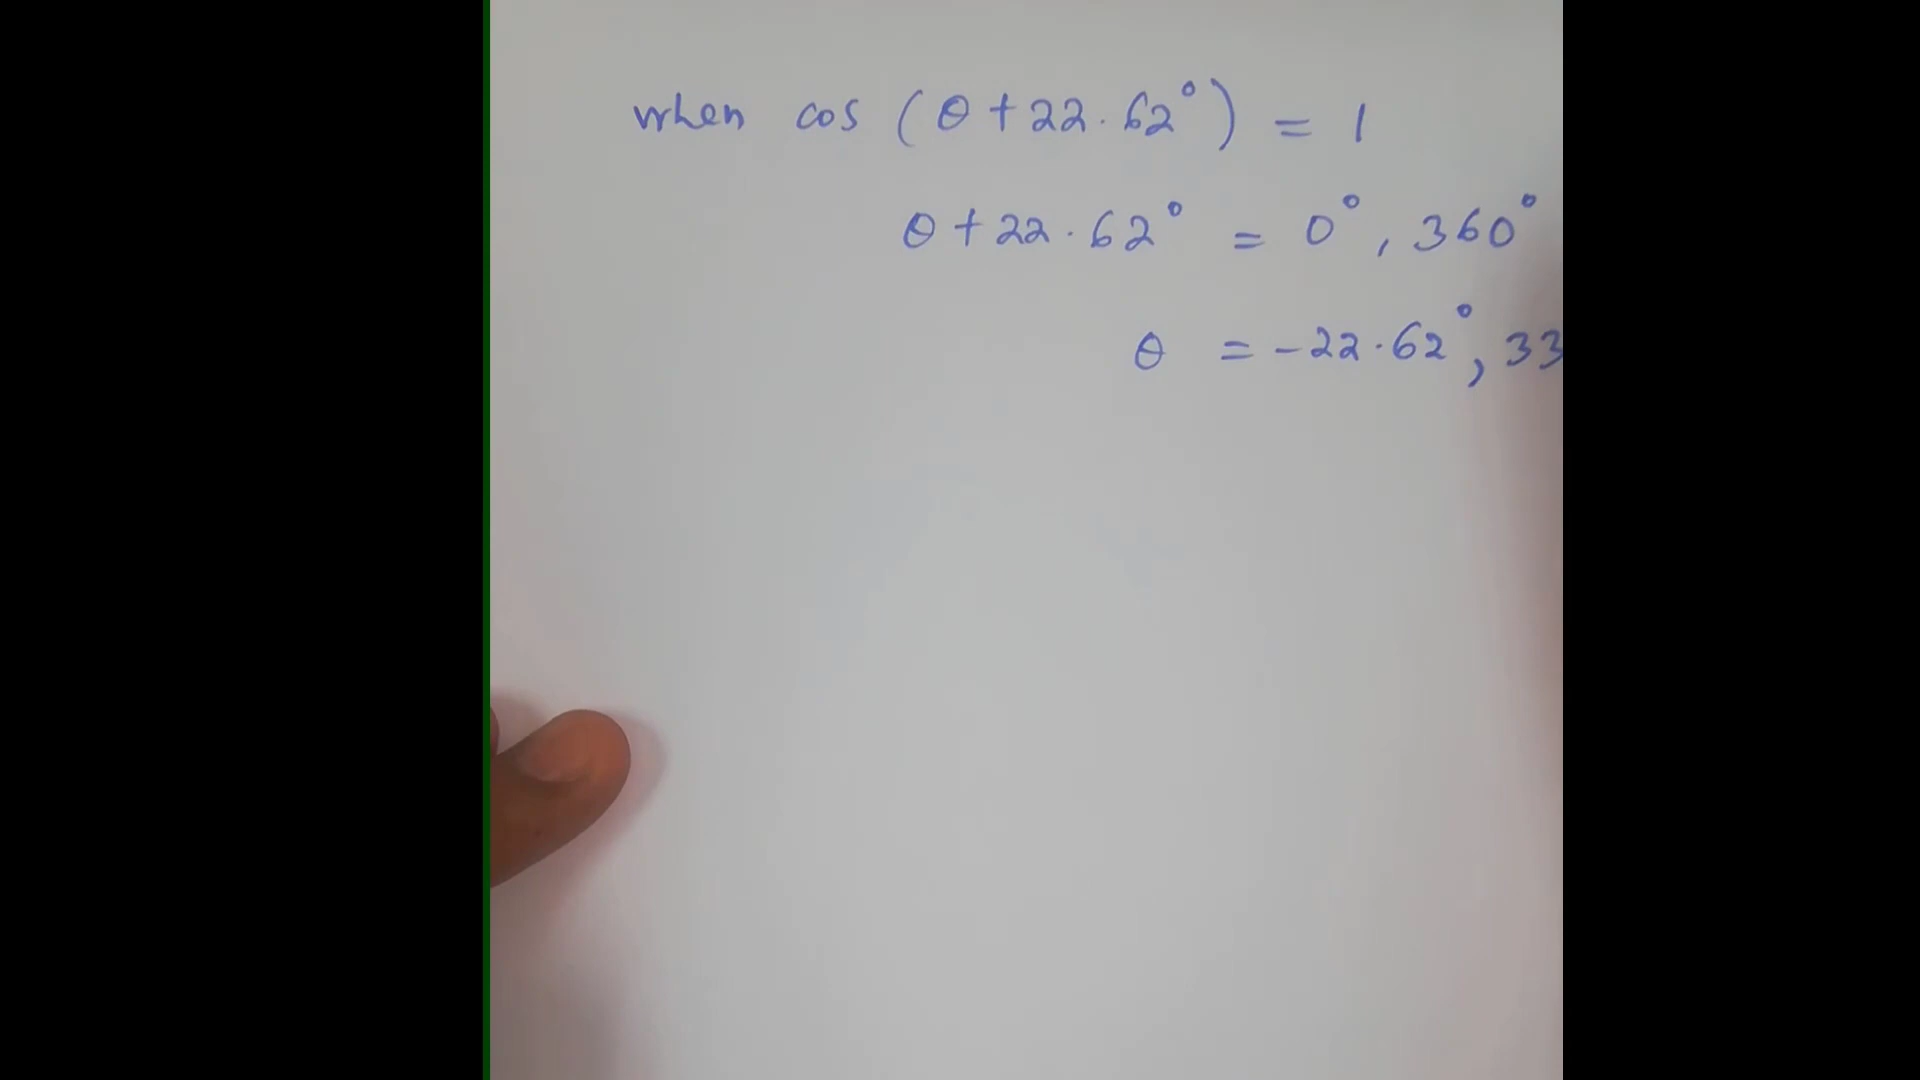 when cos (θ + 22.62°) = 1
θ + 22.62° = 0°, 360°
θ = -22.62°, 33